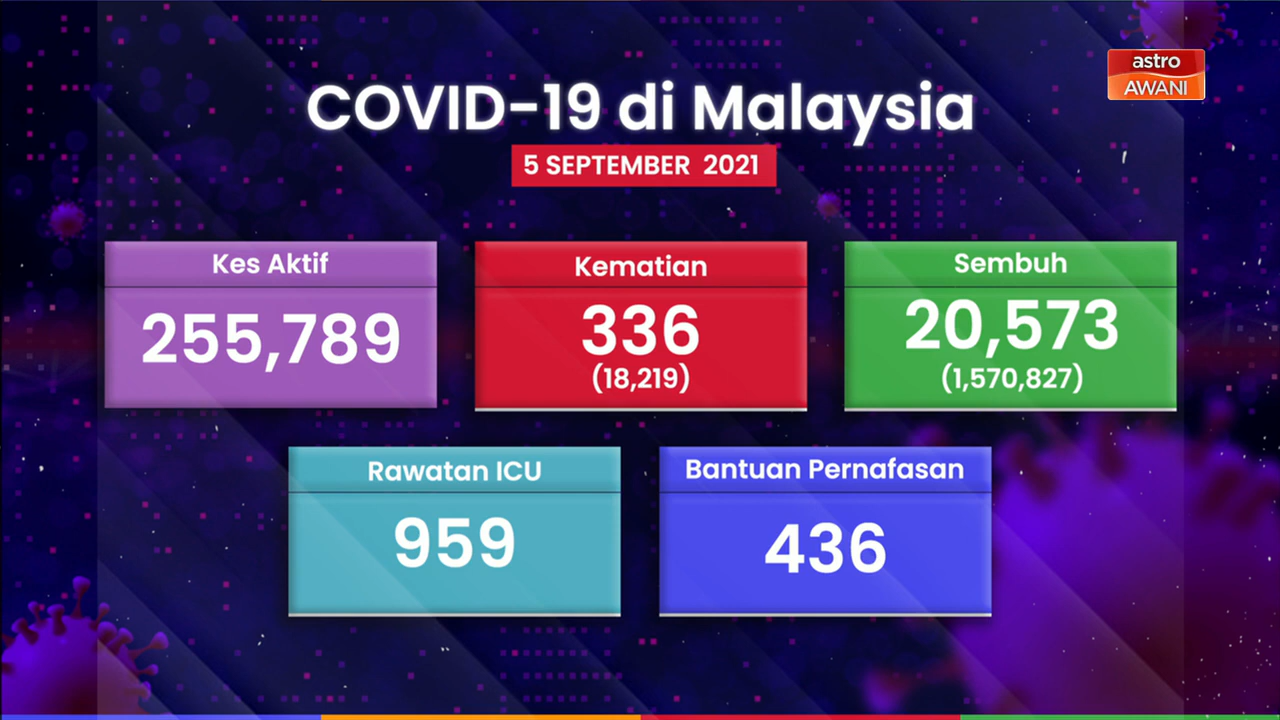 astro
AWANI
COVID-19 di Malaysia
5 SEPTEMBER 2021
Kes Aktif
255,789
Kematian
336
(18,219)
Sembuh
20,573
(1,570,827)
Rawatan ICU
959
Bantuan Pernafasan
436